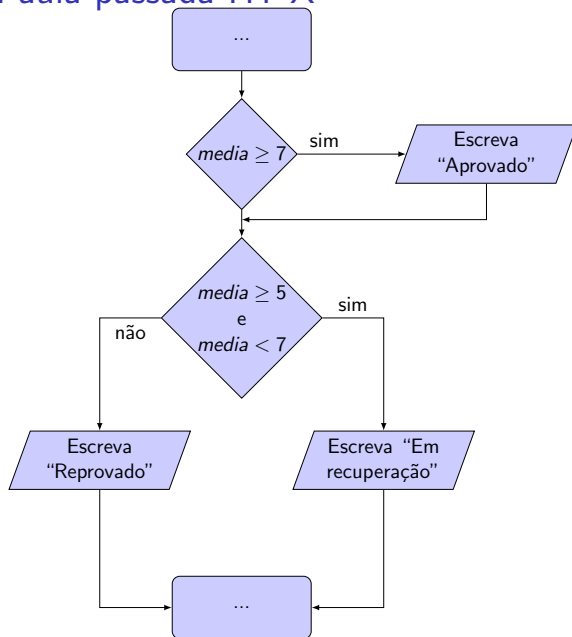 aula passada
...
media ≥ 7
sim
Escreva
“Aprovado”
media ≥ 5
e
media < 7
não
sim
Escreva
“Reprovado”
Escreva “Em
recuperação”
...